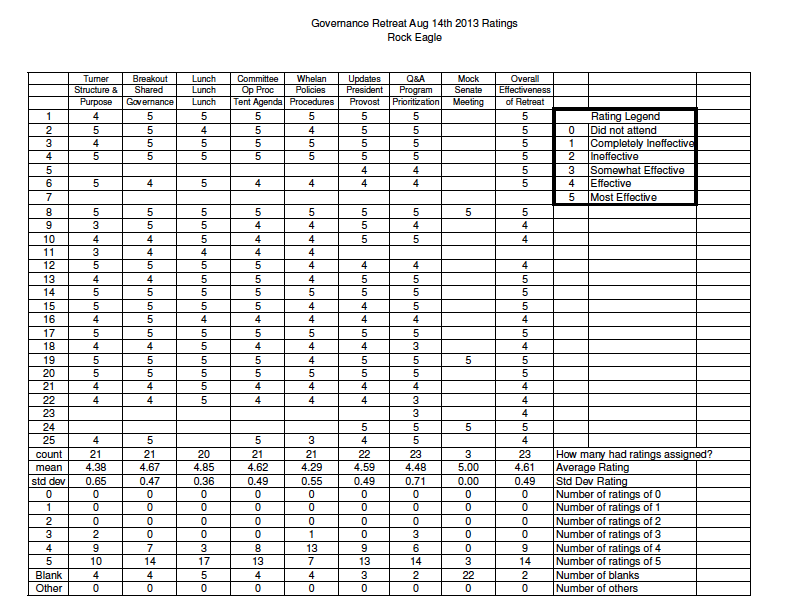 Governance Retreat Aug 14th 2013 Ratings
Rock Eagle
Turner Breakout Lunch Committee Whelan Updates Q&A Mock Overall
Structure & Shared Lunch Op Proc Policies President Program Senate Effectiveness
Purpose Governance Lunch Tent Agenda Procedures Provost Prioritization Meeting of Retreat
1 4 5 5 5 5 5 5 5 Rating Legend
2 5 5 4 5 4 5 5 5 0 Did not attend
3 4 5 5 5 5 5 5 5 1 Completely Ineffective
4 5 5 5 5 5 5 5 5 2 Ineffective
5 4 4 5 3 Somewhat Effective
6 5 4 5 4 4 4 4 5 4 Effective
7 5 Most Effective
8 5 5 5 5 5 5 5 5 5
9 3 5 5 4 4 5 4 4
10 4 4 5 4 4 5 5 4
11 3 4 4 4 4
12 5 5 5 5 4 4 4 4
13 4 4 5 4 4 5 5 5
14 5 5 5 5 5 5 5 5
15 5 5 5 5 4 4 5 5
16 4 5 4 4 4 4 4 4
17 5 5 5 5 5 5 5 5
18 4 4 5 4 4 4 3 4
19 5 5 5 5 4 5 5 5 5
20 5 5 5 5 5 5 5 5
21 4 4 5 4 4 4 4 4
22 4 4 5 4 4 4 3 4
23 3 4
24 5 5 5 5
25 4 5 5 3 4 5 4
count 21 21 20 21 21 22 23 3 23 How many had ratings assigned?
mean 4.38 4.67 4.85 4.62 4.29 4.59 4.48 5.00 4.61 Average Rating
std dev 0.65 0.47 0.36 0.49 0.55 0.49 0.71 0.00 0.49 Std Dev Rating
0 0 0 0 0 0 0 0 0 0 Number of ratings of 0
1 0 0 0 0 0 0 0 0 0 Number of ratings of 1
2 0 0 0 0 0 0 0 0 0 Number of ratings of 2
3 2 0 0 0 1 0 3 0 0 Number of ratings of 3
4 9 7 3 8 13 9 6 0 9 Number of ratings of 4
5 10 14 17 13 7 13 14 3 14 Number of ratings of 5
Blank 4 4 5 4 4 3 2 22 2 Number of blanks
Other 0 0 0 0 0 0 0 0 0 Number of others